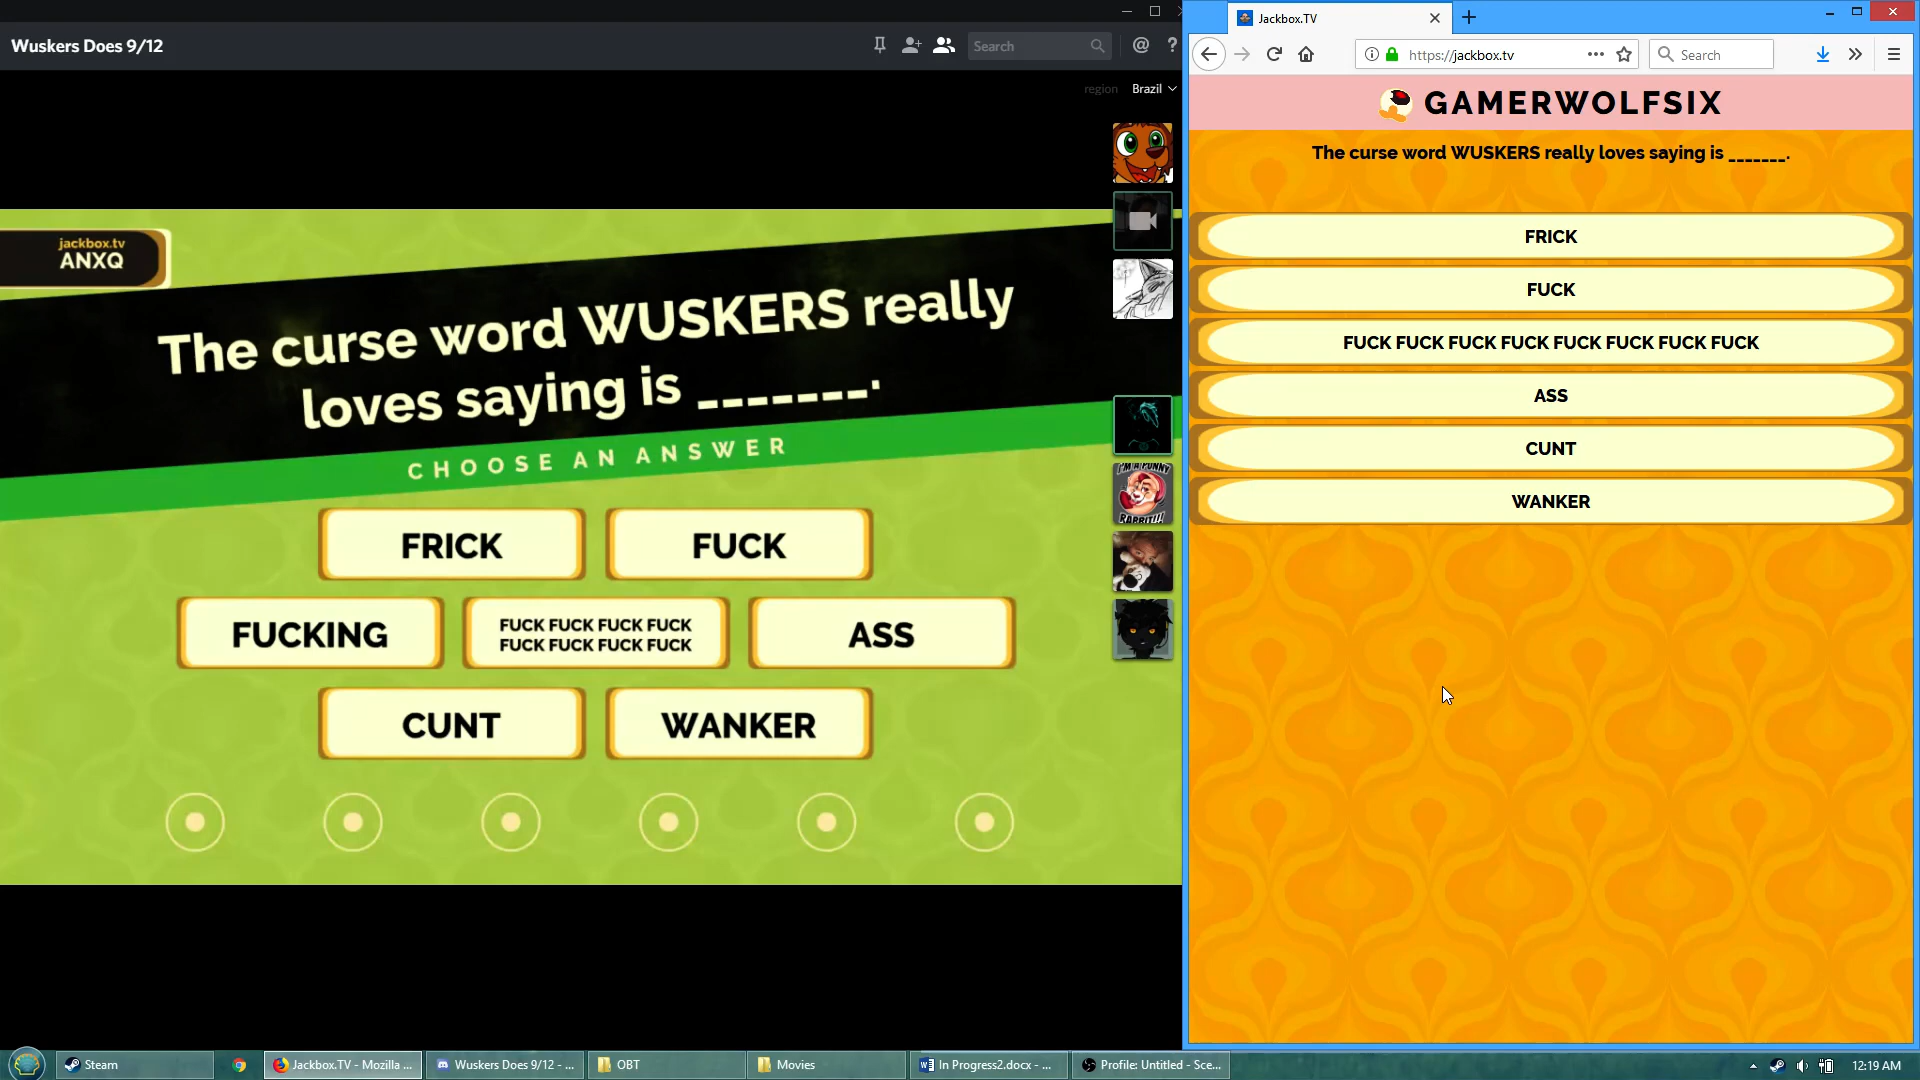 Wuskers Does 9/12
Search
@
?
region Brazil
jackbox.tv
ANXQ
The curse word WUSKERS really
loves saying is _______.
CHOOSE AN ANSWER
FRICK
FUCK
FUCKING
FUCK FUCK FUCK FUCK
FUCK FUCK FUCK FUCK
ASS
CUNT
WANKER
I'M A FUNNY
RABBIT!!!
Jackbox.TV
https://jackbox.tv
Search
GAMERWOLFSIX
The curse word WUSKERS really loves saying is _______.
FRICK
FUCK
FUCK FUCK FUCK FUCK FUCK FUCK FUCK FUCK
ASS
CUNT
WANKER
Steam
Jackbox.TV - Mozilla ...
Wuskers Does 9/12 - ...
OBT
Movies
In Progress2.docx - ...
Profile: Untitled - Sce...
12:19 AM